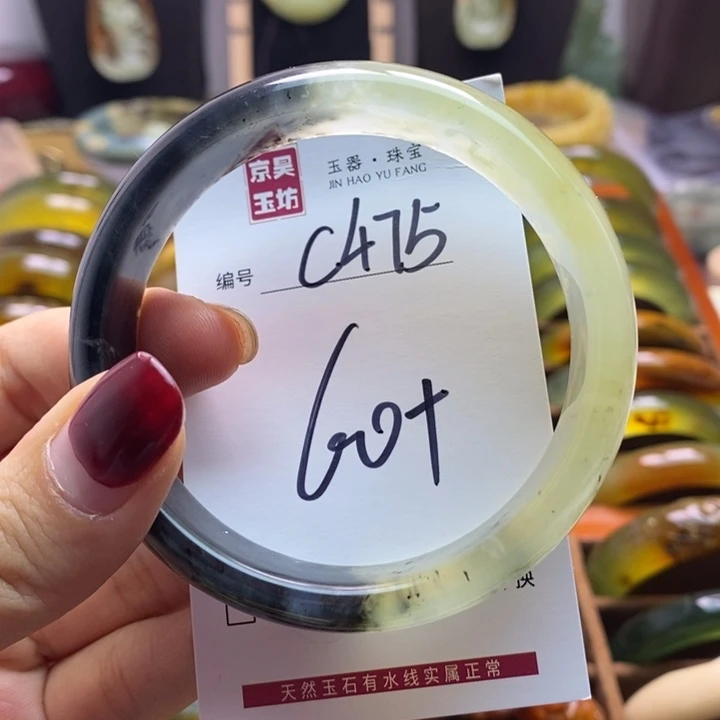 京昊
玉坊
玉器·珠宝
JIN HAO YU FANG
编号 C475
60+
换
天然玉石有水线实属正常